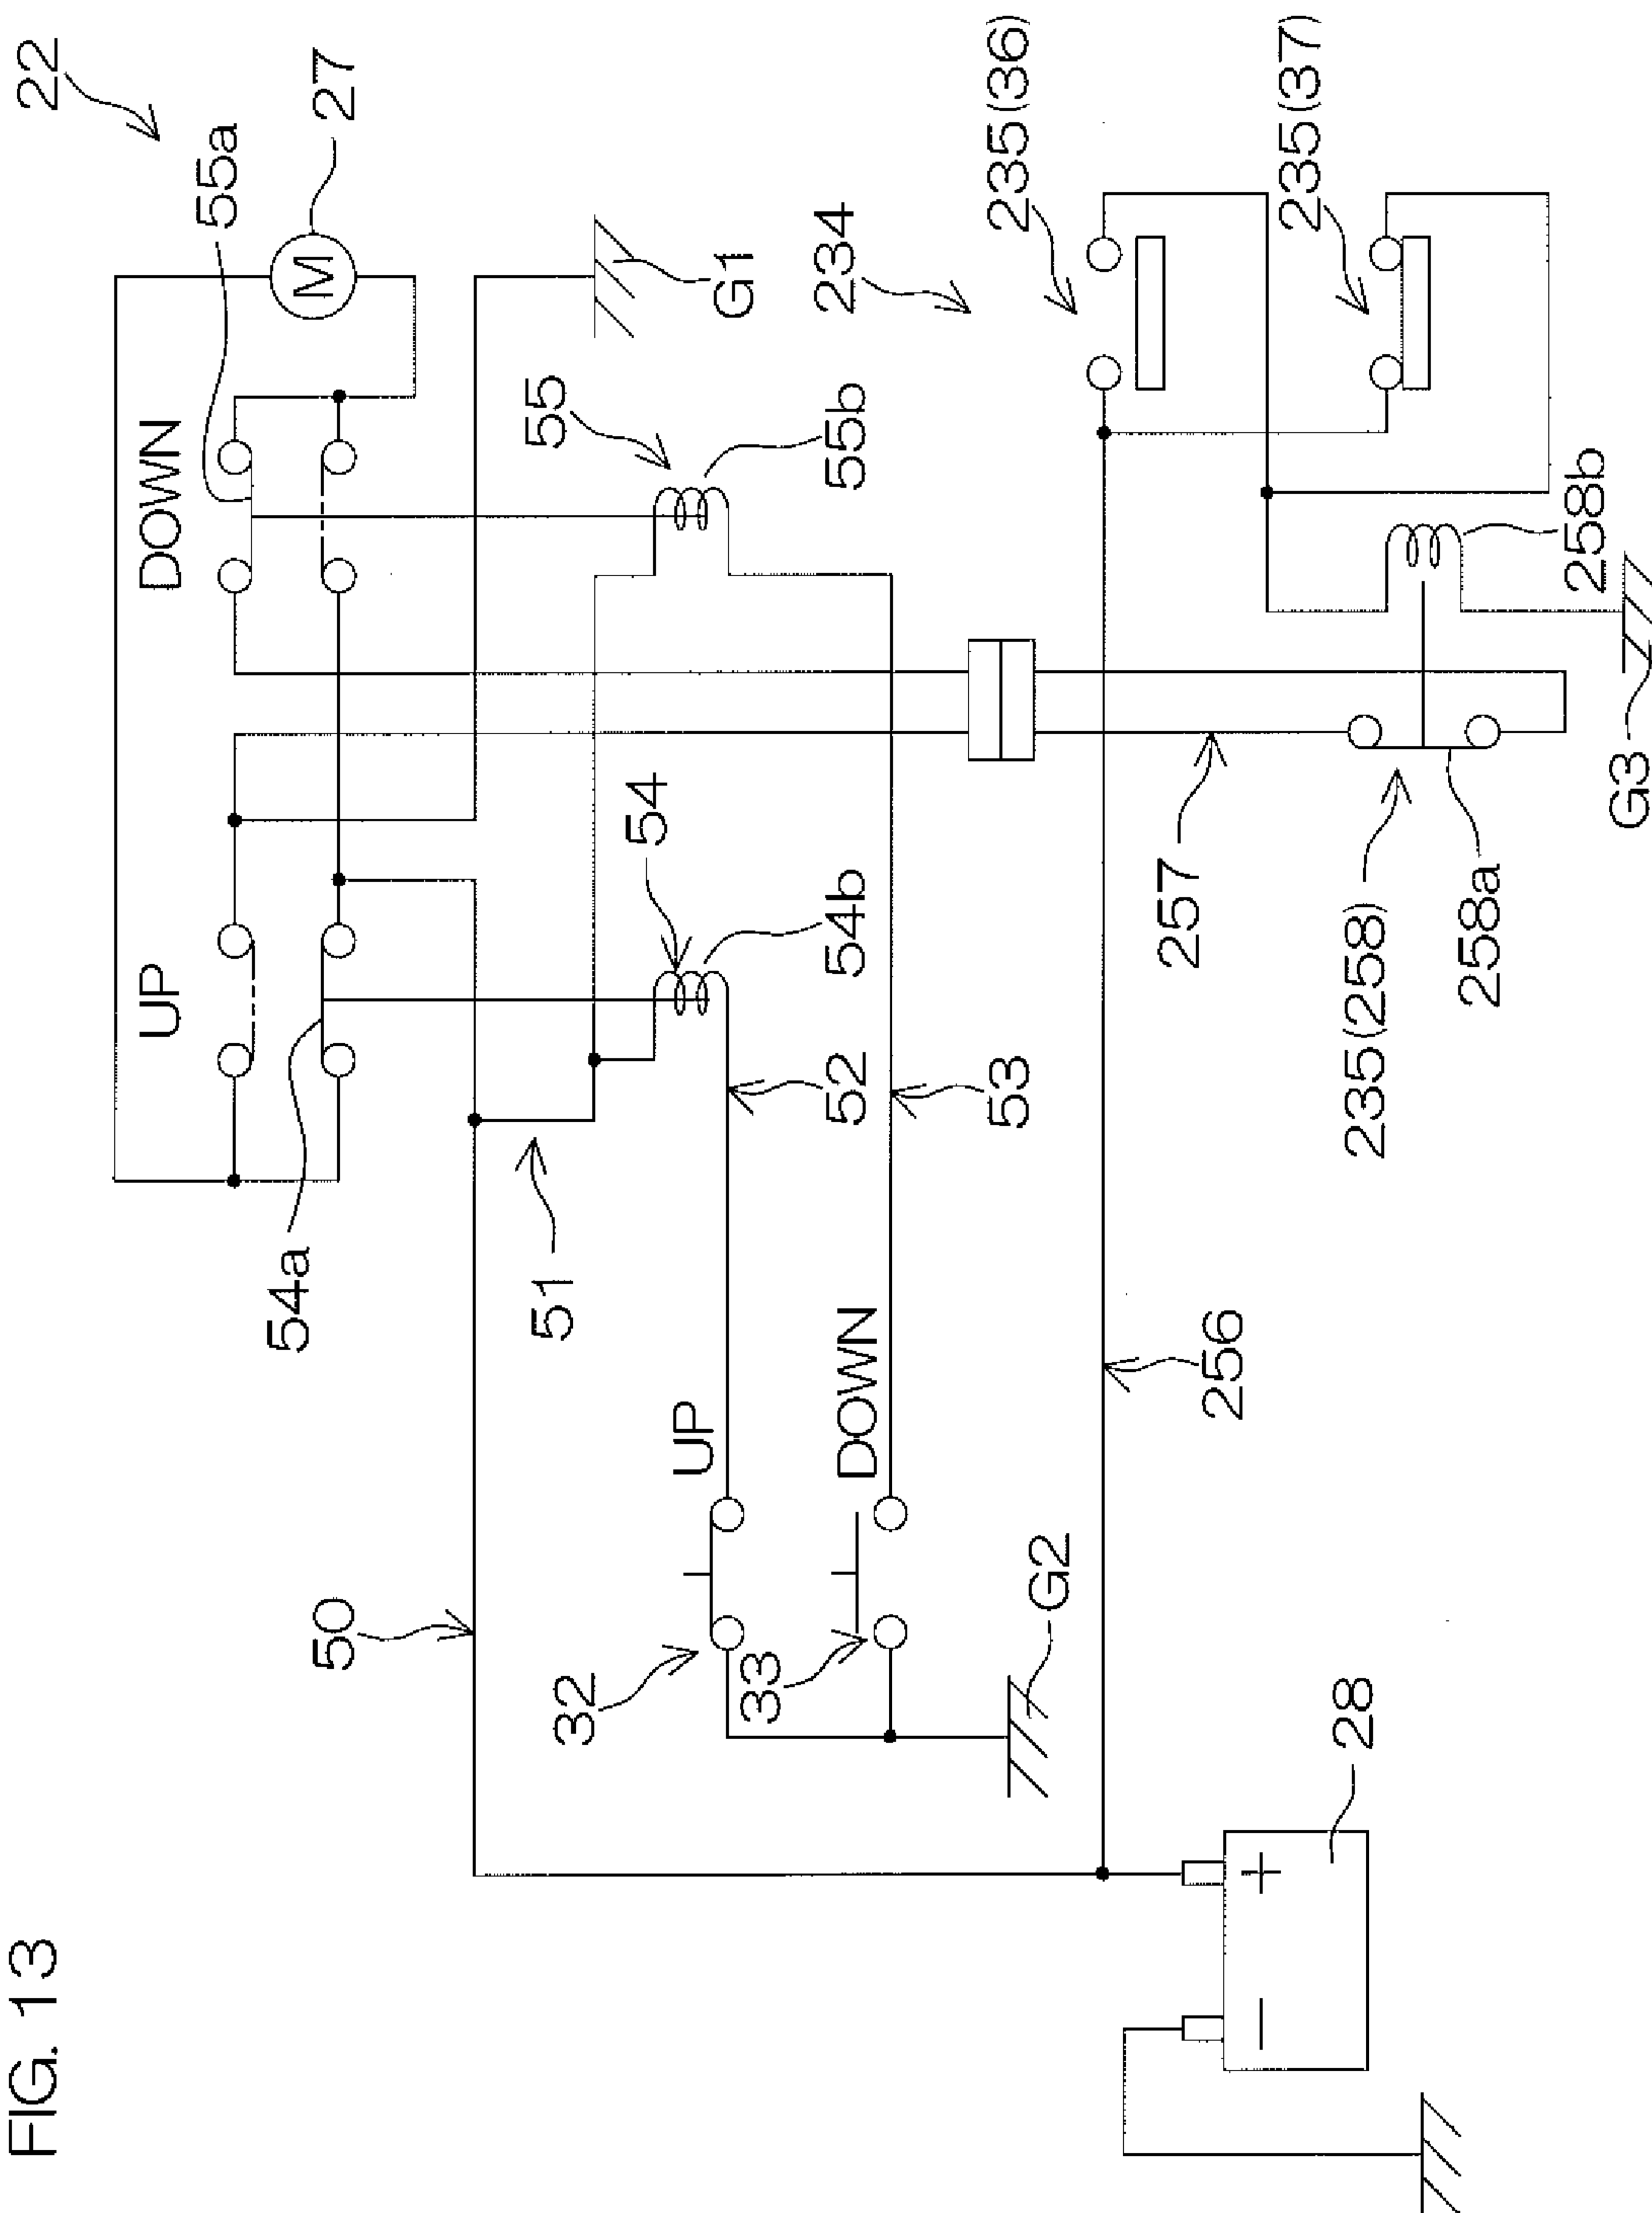 FIG. 13
22
27
55a
DOWN
UP
54a
G1
55
55b
54
54b
51
52
53
50
UP
DOWN
32
33
G2
234
235(36)
235(37)
256
257
235(258)
258a
258b
G3
28
M
+
−